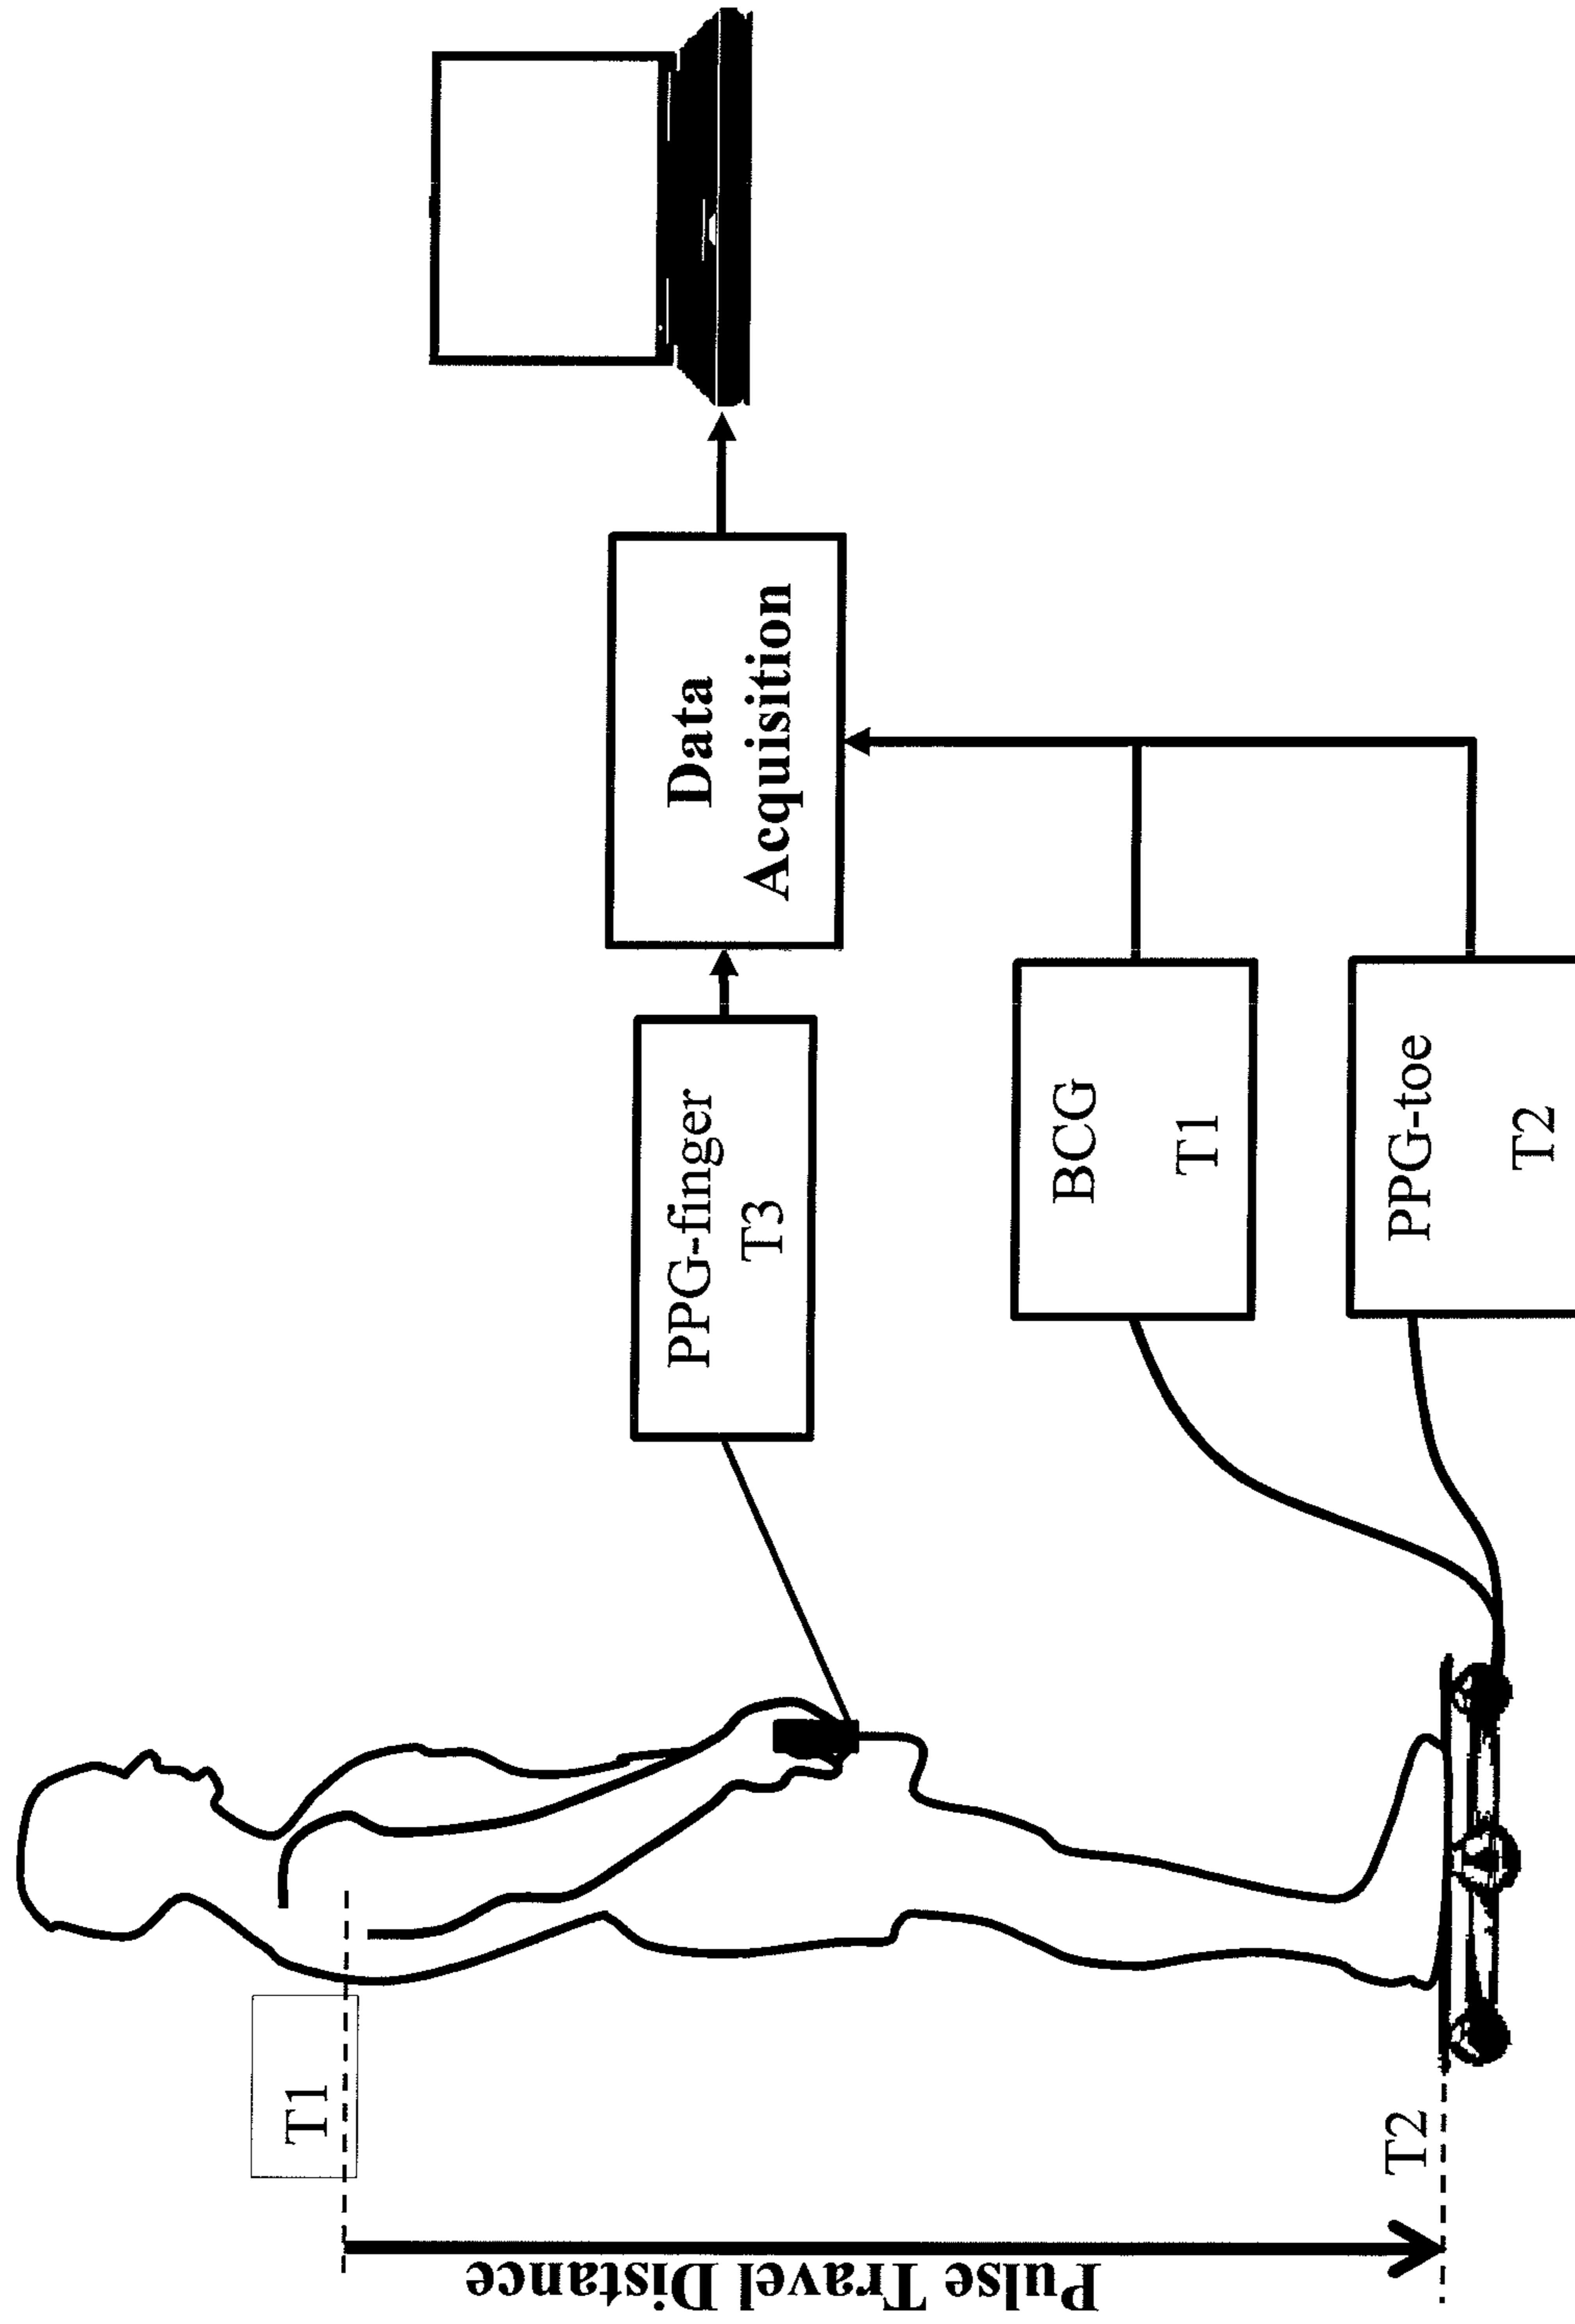 T1
Pulse Travel Distance
T2
PPG-finger
T3
Data
Acquisition
BCG
T1
PPG-toe
T2